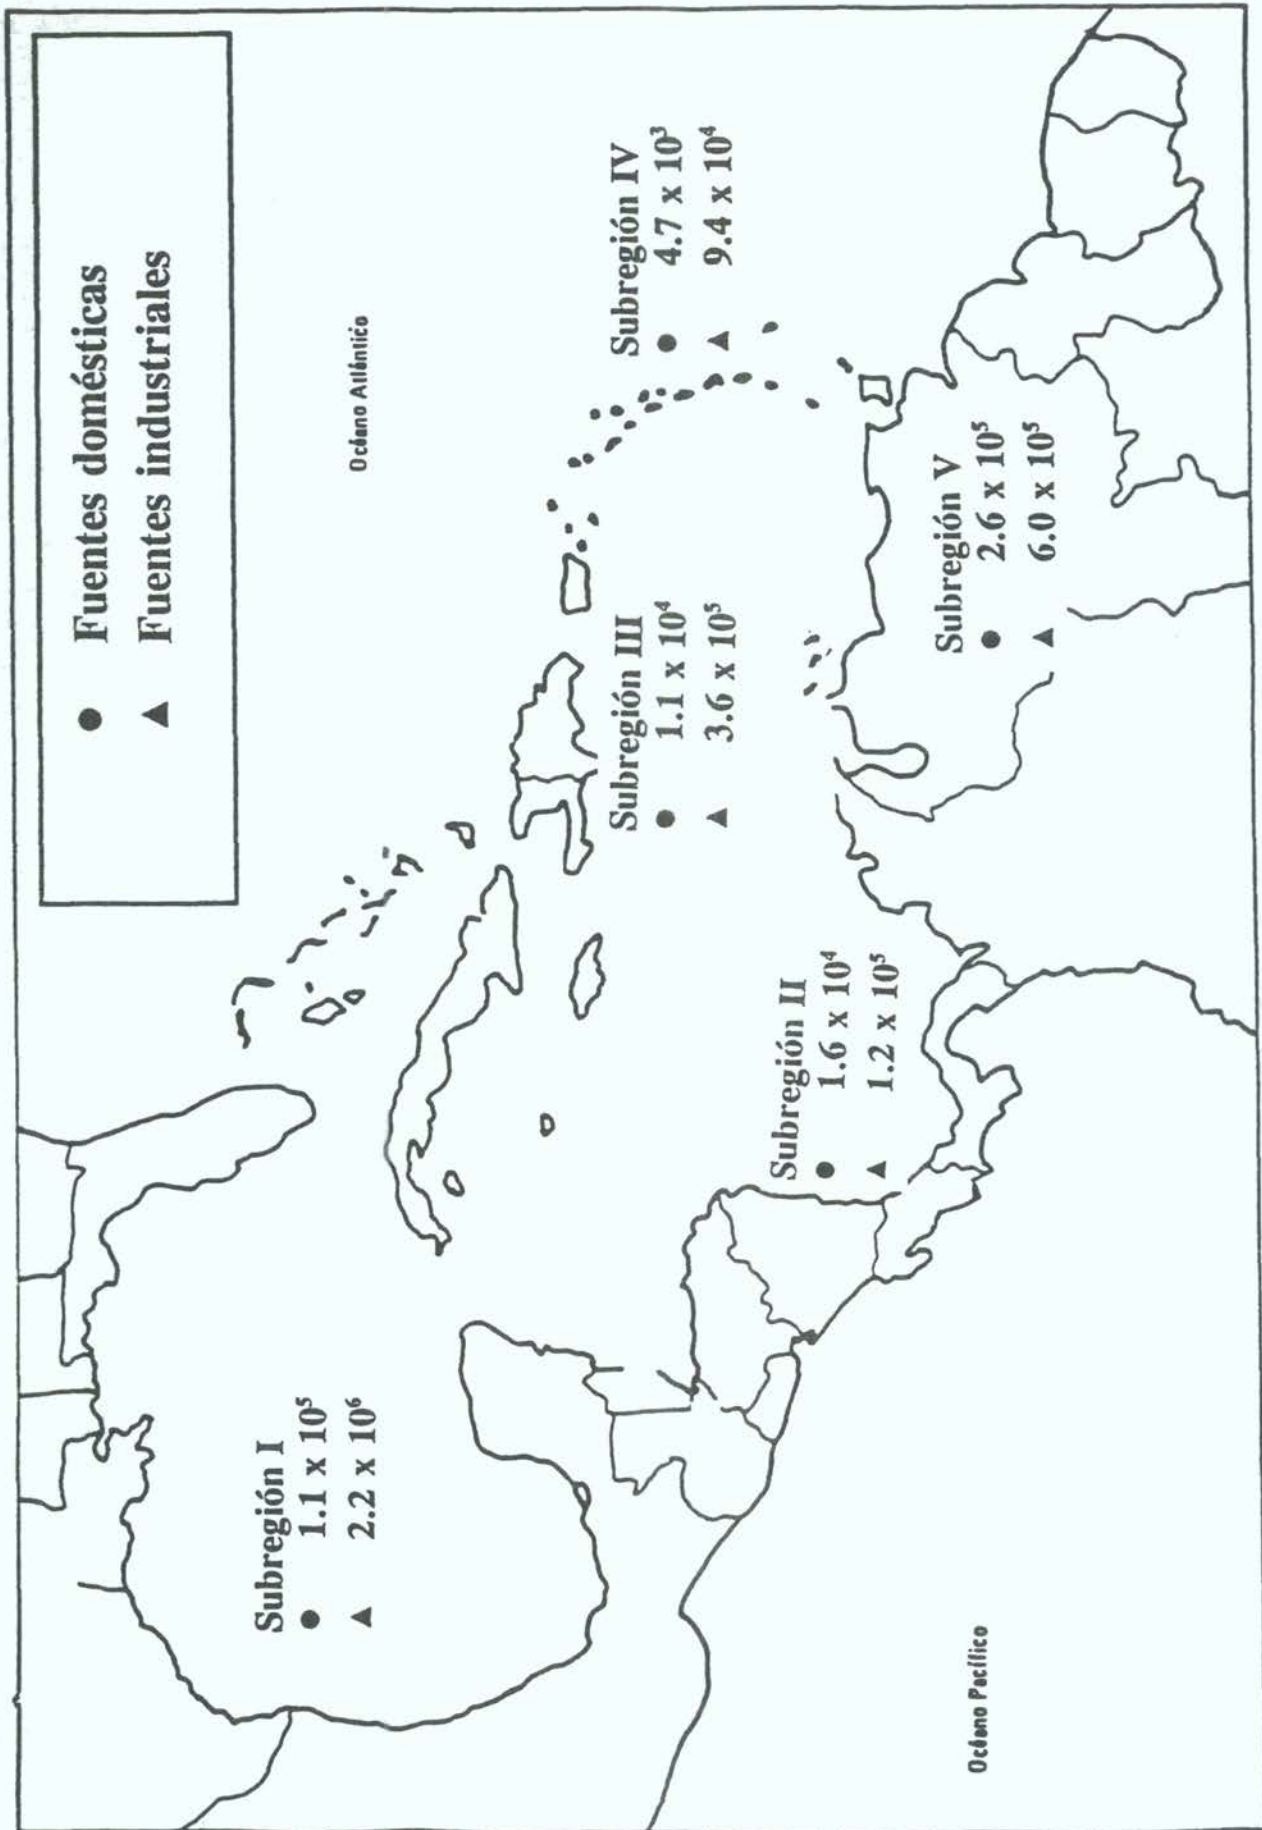 ● Fuentes domésticas
▲ Fuentes industriales
Océano Atlántico
Subregión I
● 1.1 x 10⁵
▲ 2.2 x 10⁶
Subregión II
● 1.6 x 10⁴
▲ 1.2 x 10⁵
Subregión III
● 1.1 x 10⁴
▲ 3.6 x 10⁵
Subregión IV
● 4.7 x 10³
▲ 9.4 x 10⁴
Subregión V
● 2.6 x 10⁵
▲ 6.0 x 10⁵
Océano Pacífico